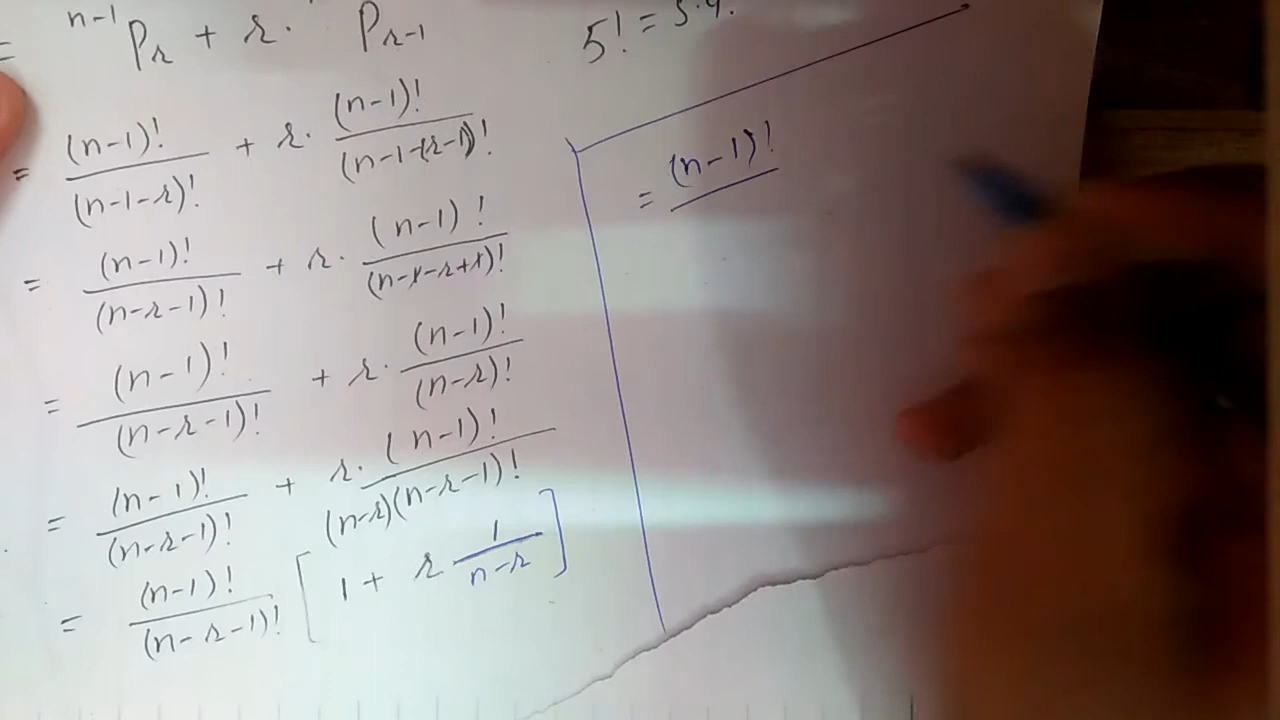 = n-1Pr + r. Pr-1
5! = 5.4.
= (n-1)!/(n-1-r)! + r. (n-1)!/(n-1-(r-1))!
= (n-1)!/(n-r-1)! + r. (n-1)!/(n-1-r+1)!
= (n-1)!/(n-r-1)! + r. (n-1)!/(n-r)!
= (n-1)!/(n-r-1)! + r. (n-1)!/(n-r)(n-r-1)!
= (n-1)!/(n-r-1)! [1 + r 1/n-r]
= (n-1)!